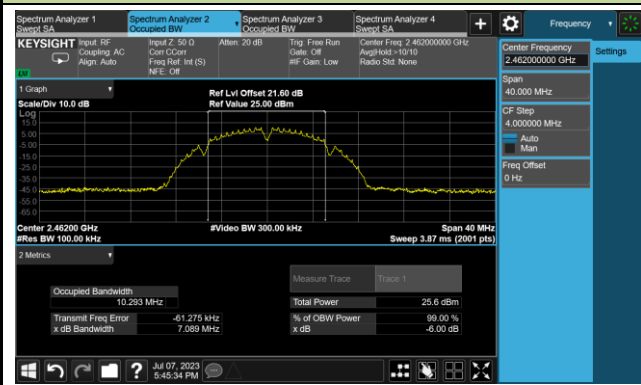 Spectrum Analyzer 1
Swept SA
Spectrum Analyzer 2
Occupied BW
Spectrum Analyzer 3
Occupied BW
Spectrum Analyzer 4
Swept SA
+
Frequency
KEYSIGHT
Input: RF
Coupling: AC
Align: Auto
Input Z: 50 Ω
Corr CCorr
Freq Ref: Int (S)
NFE: Off
Atten: 20 dB
Trig: Free Run
Gate: Off
#IF Gain: Low
Center Freq: 2.462000000 GHz
Avg|Hold:>10/10
Radio Std: None
LW
Center Frequency
2.462000000 GHz
Settings
Span
40.000 MHz
CF Step
4.000000 MHz
Auto
Man
Freq Offset
0 Hz
1 Graph
Scale/Div 10.0 dB
Ref Lvl Offset 21.60 dB
Ref Value 25.00 dBm
Log
15.0
5.00
-5.00
-15.0
-25.0
-35.0
-45.0
-55.0
-65.0
Center 2.46200 GHz
#Res BW 100.00 kHz
#Video BW 300.00 kHz
Span 40 MHz
Sweep 3.87 ms (2001 pts)
2 Metrics
Measure Trace
Trace 1
Occupied Bandwidth
10.293 MHz
Total Power
25.6 dBm
Transmit Freq Error
-61.275 kHz
% of OBW Power
99.00 %
x dB Bandwidth
7.089 MHz
x dB
-6.00 dB
?
Jul 07, 2023
5:45:34 PM